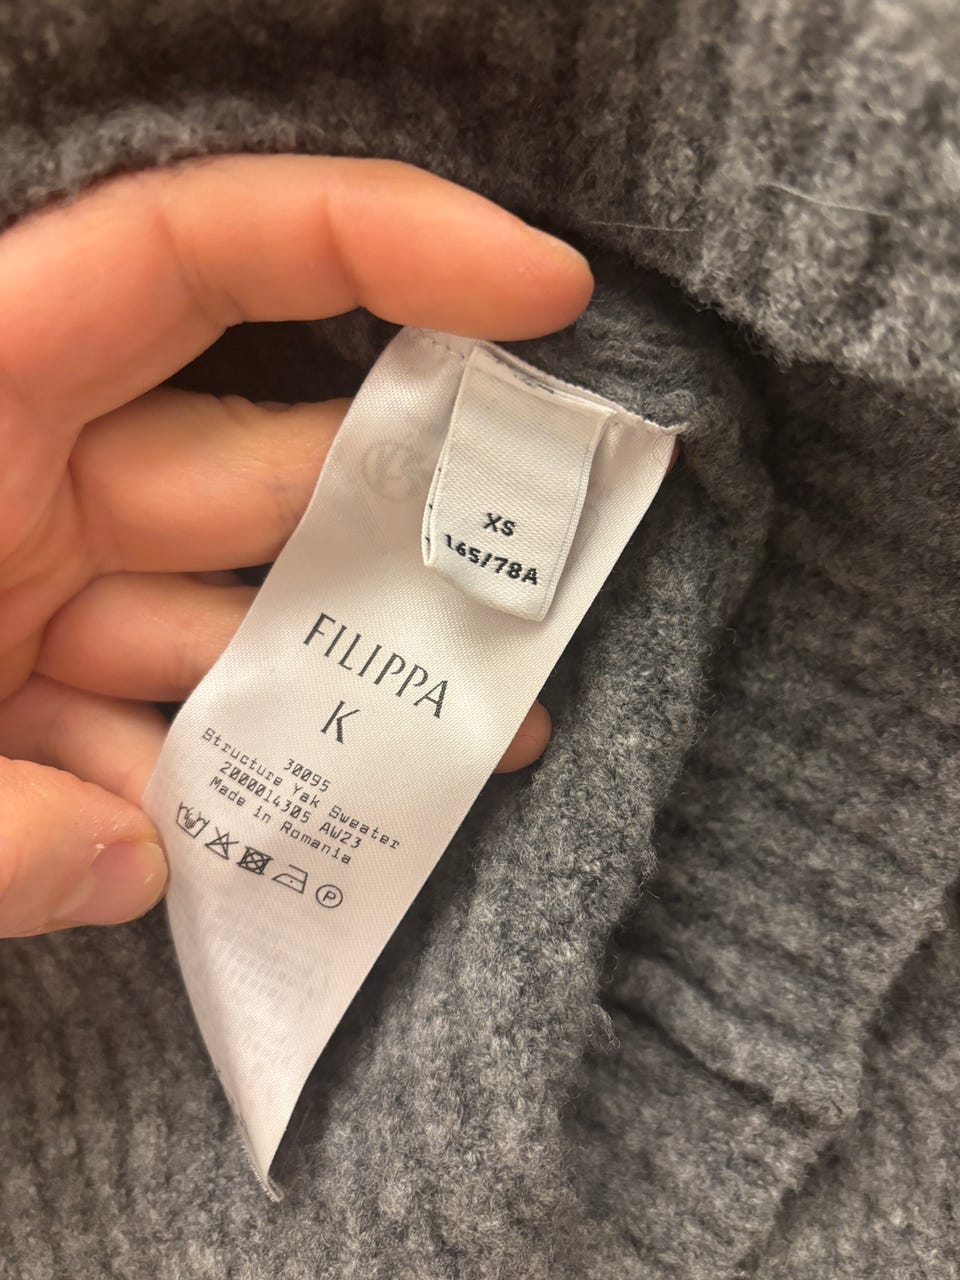 XS
165/78A
FILIPPA
K
30095
Structure Yak Sweater
2000014305 AW23
Made in Romania
P